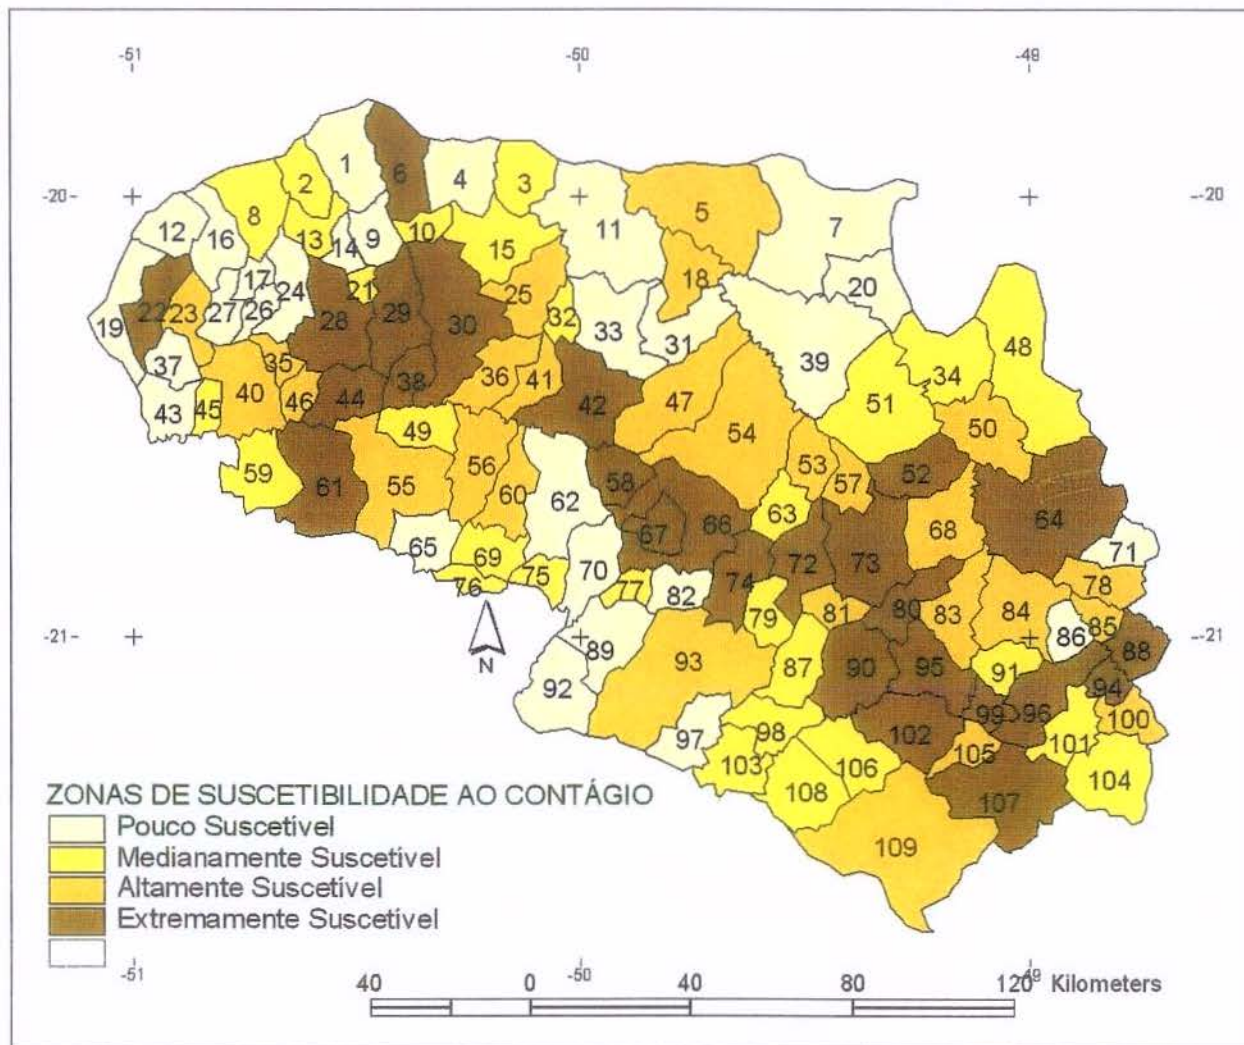 -51 -50 -49
1 6 4 3
-20 2 5 -20
8 7
12 16 13 14 9 10 15 11
17 24 21 25 18 20
22 23 27 26 28 29 30 32 33 31
19 39 48
37 35 36 41 34
40 46 44 38 42 47 51
43 45 49 54 50
59 61 55 56 60 62 58 53 57 52
67 66 63 68 64
65 69 70 72 73 71
76 75 77 82 74 79 81 80 83 84 78
-21 85 -21
N 89 93 87 90 95 91 86 88
92 94
97 98 102 99 96 101 100
103 106 105 104
108 107
109
ZONAS DE SUSCETIBILIDADE AO CONTÁGIO
Pouco Suscetivel
Medianamente Suscetível
Altamente Suscetível
Extremamente Suscetível
-51 -50 -49
40 0 40 80 120 Kilometers